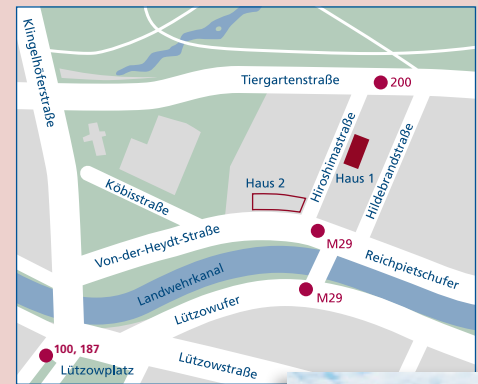 Klingelhöferstraße
Tiergartenstraße
200
Hiroshimastraße
Haus 1
Hildebrandstraße
Köbisstraße
Haus 2
Von-der-Heydt-Straße
M29
Reichpietschufer
Landwehrkanal
Lützowufer
M29
100, 187
Lützowplatz
Lützowstraße